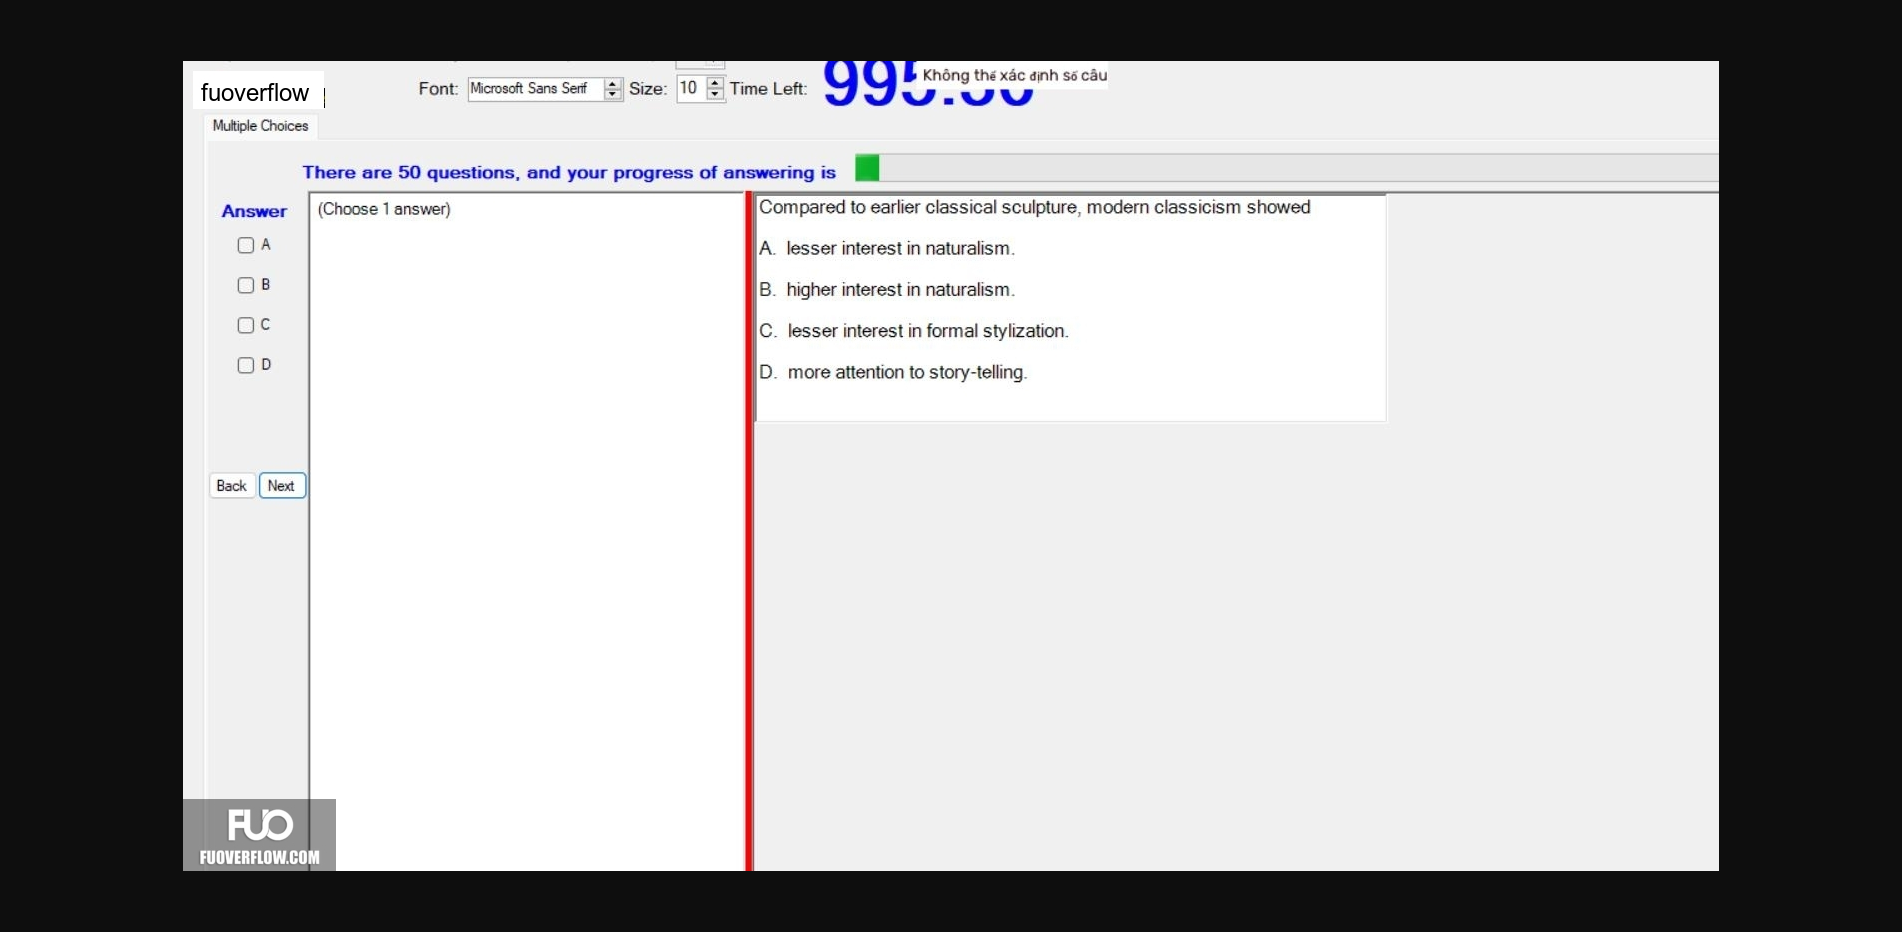 fuoverflow
Font: Microsoft Sans Serif Size: 10 Time Left:
Không thể xác định số câu
Multiple Choices
There are 50 questions, and your progress of answering is
Answer
(Choose 1 answer)
A
B
C
D
Back Next
Compared to earlier classical sculpture, modern classicism showed
A. lesser interest in naturalism.
B. higher interest in naturalism.
C. lesser interest in formal stylization.
D. more attention to story-telling.
FUO
FUOVERFLOW.COM